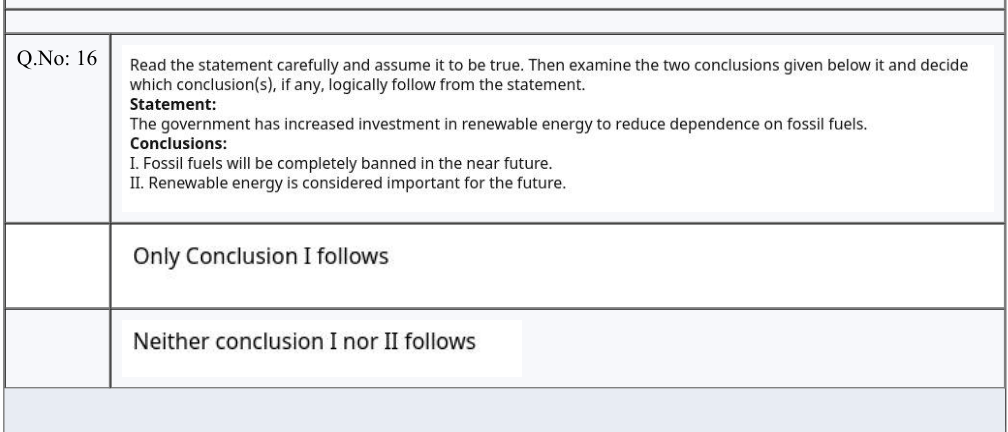 Q.No: 16
Read the statement carefully and assume it to be true. Then examine the two conclusions given below it and decide
which conclusion(s), if any, logically follow from the statement.
Statement:
The government has increased investment in renewable energy to reduce dependence on fossil fuels.
Conclusions:
I. Fossil fuels will be completely banned in the near future.
II. Renewable energy is considered important for the future.
Only Conclusion I follows
Neither conclusion I nor II follows